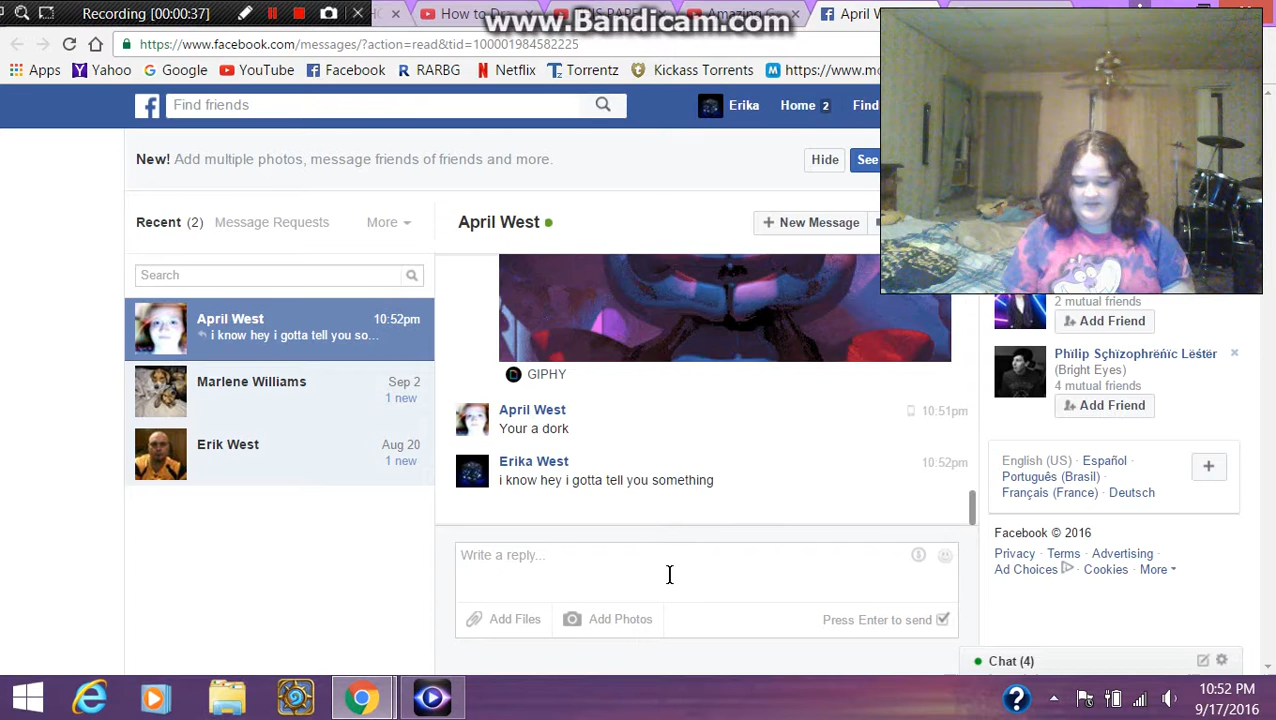 Recording [00:00:37]
www.Bandicam.com
How to D
Amazing
April W
https://www.facebook.com/messages/?action=read&tid=100001984582225
Apps Yahoo Google YouTube Facebook RARBG Netflix Torrentz Kickass Torrents https://www.mo
Find friends
Erika Home 2 Find
New! Add multiple photos, message friends of friends and more.
Hide See
Recent (2) Message Requests More
April West
+ New Message
Search
April West 10:52pm
i know hey i gotta tell you so...
Marlene Williams Sep 2
1 new
Erik West Aug 20
1 new
GIPHY
April West 10:51pm
Your a dork
Erika West 10:52pm
i know hey i gotta tell you something
Write a reply...
Add Files Add Photos Press Enter to send
2 mutual friends
Add Friend
Phïlip Sçhïzophrëńïc Lëštër
(Bright Eyes)
4 mutual friends
Add Friend
English (US) · Español ·
Português (Brasil) ·
Français (France) · Deutsch
Facebook © 2016
Privacy · Terms · Advertising ·
Ad Choices · Cookies · More
Chat (4)
10:52 PM
9/17/2016